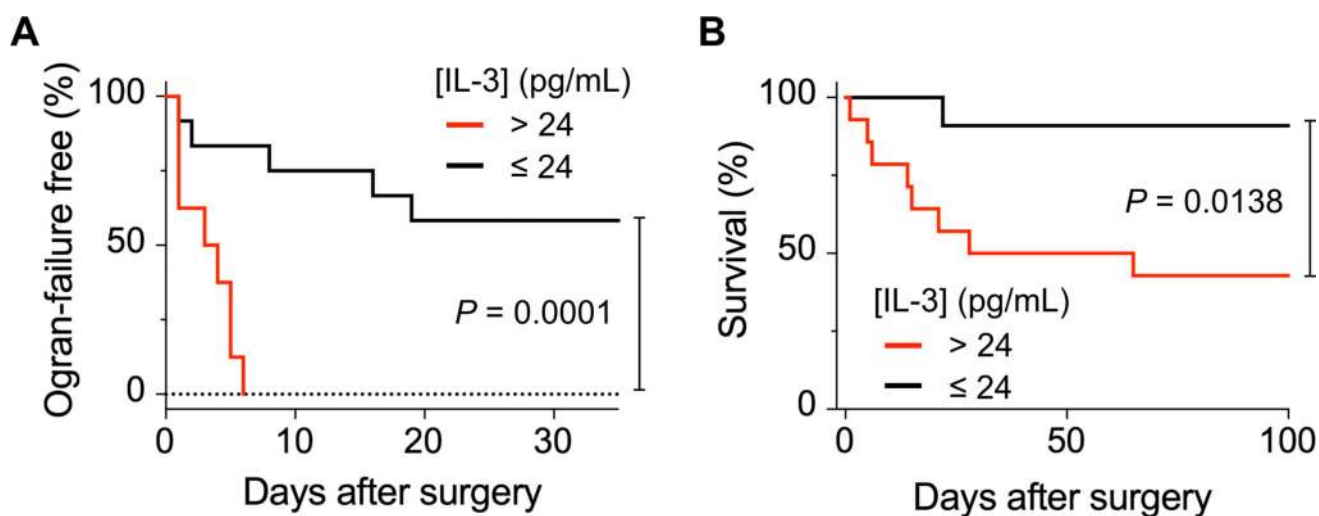 A
Ogran-failure free (%)
100
50
0
[IL-3] (pg/mL)
> 24
≤ 24
P = 0.0001
0 10 20 30
Days after surgery
B
Survival (%)
100
50
0
P = 0.0138
[IL-3] (pg/mL)
> 24
≤ 24
0 50 100
Days after surgery